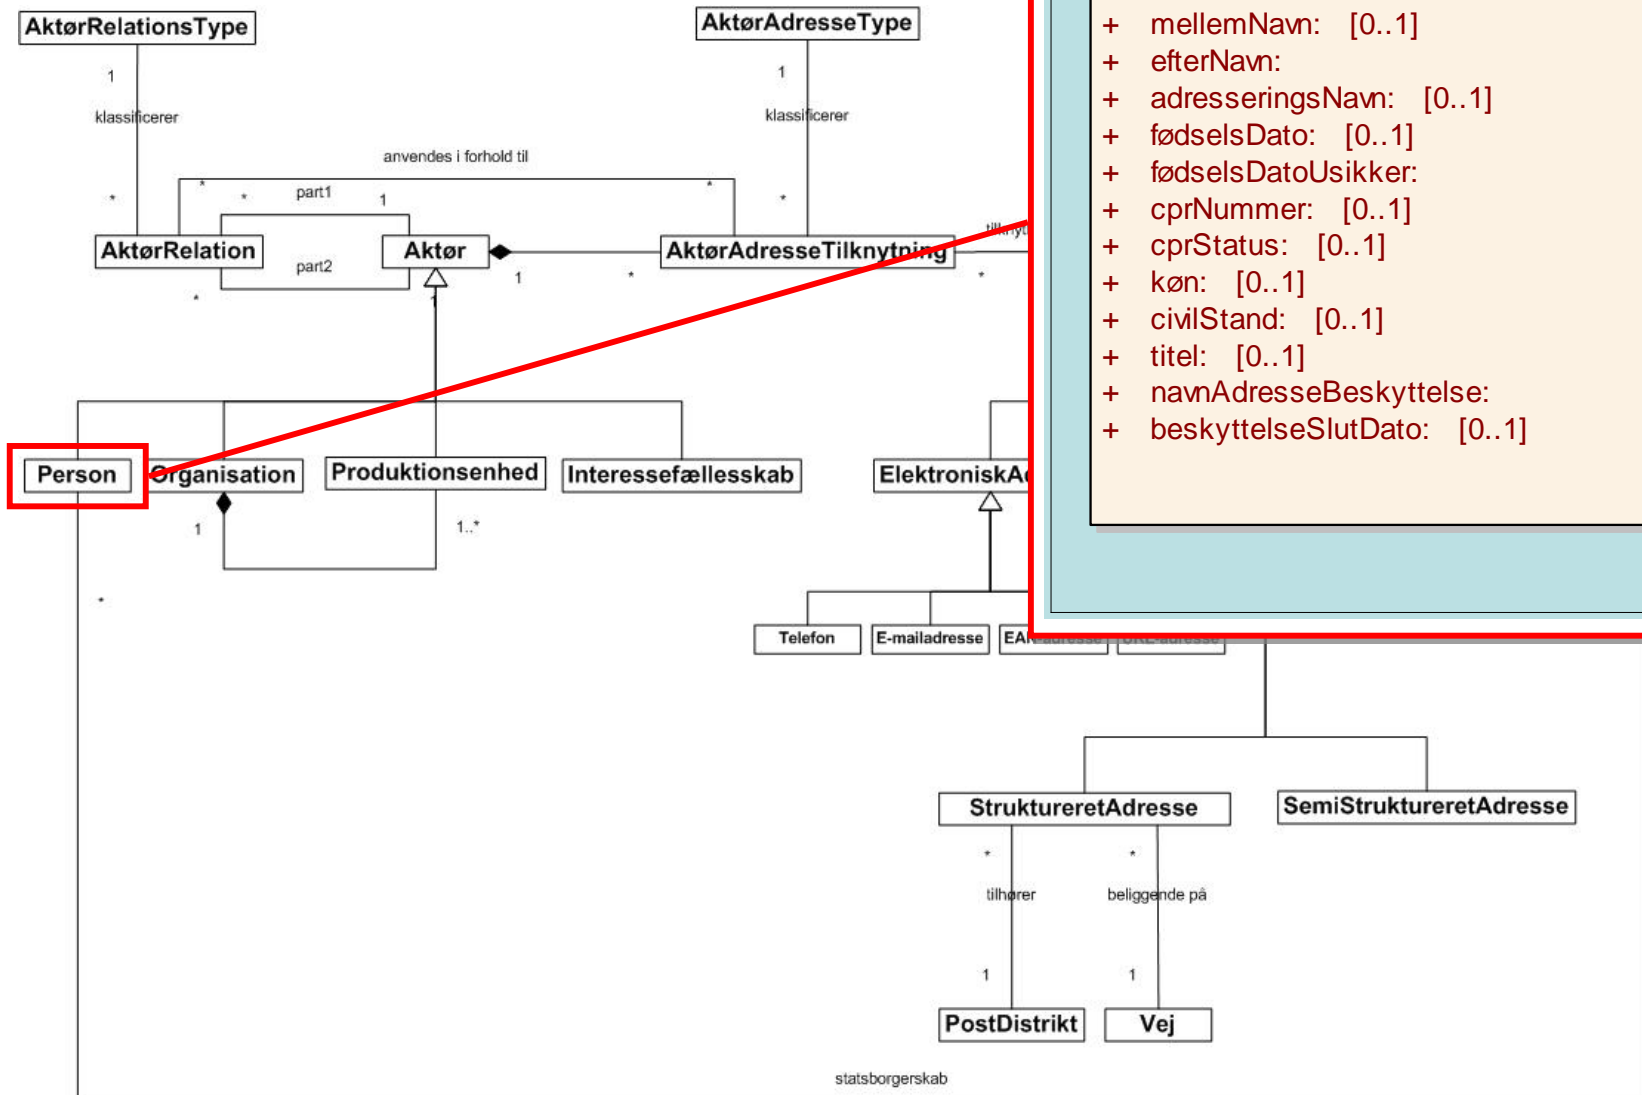 AktørRelationsType
AktørAdresseType
1
klassificerer
*
1
klassificerer
*
anvendes i forhold til
*
*
*
part1
1
AktørRelation
Aktør
AktørAdresseTilknytning
part2
*
1
1
*
*
Person
Organisation
Produktionsenhed
Interessefællesskab
1
1..*
*
Telefon
E-mailadresse
StruktureretAdresse
SemiStruktureretAdresse
*
*
tilhører
beliggende på
1
1
PostDistrikt
Vej
statsborgerskab
+ mellemNavn: [0..1]
+ efterNavn:
+ adresseringsNavn: [0..1]
+ fødselsDato: [0..1]
+ fødselsDatoUsikker:
+ cprNummer: [0..1]
+ cprStatus: [0..1]
+ køn: [0..1]
+ civilStand: [0..1]
+ titel: [0..1]
+ navnAdresseBeskyttelse:
+ beskyttelseSlutDato: [0..1]